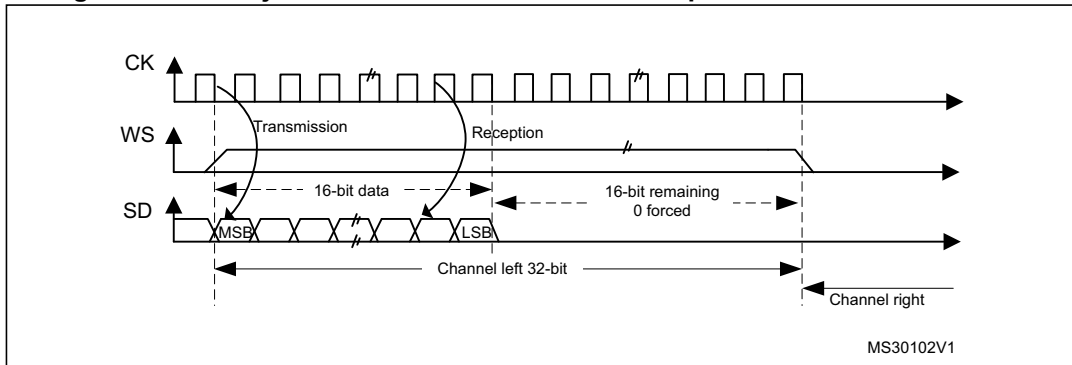 CK
Transmission
Reception
WS
16-bit data
16-bit remaining
0 forced
SD
MSB
LSB
Channel left 32-bit
Channel right
MS30102V1